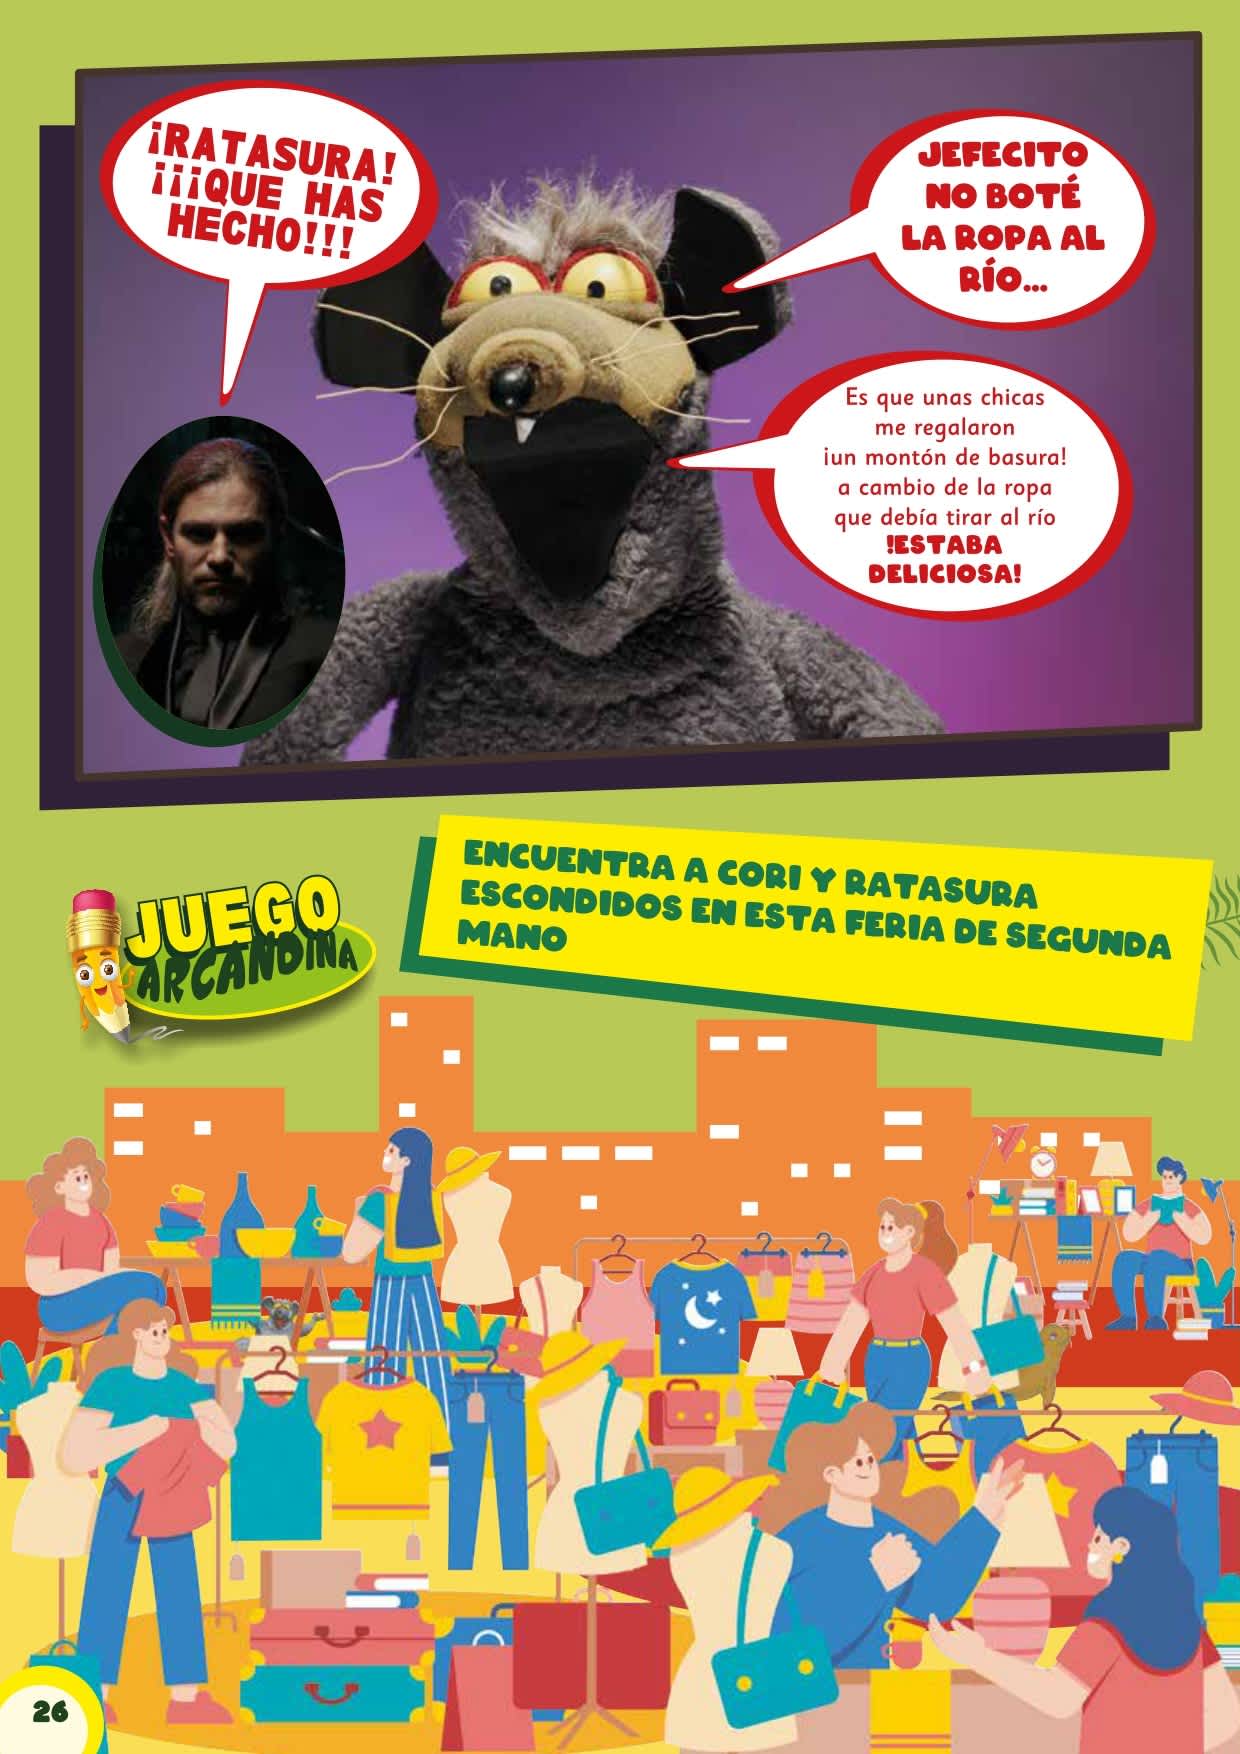 ¡RATASURA!
¡¡¡QUE HAS
HECHO!!!
JEFECITO
NO BOTÉ
LA ROPA AL
RÍO...
Es que unas chicas
me regalaron
¡un montón de basura!
a cambio de la ropa
que debía tirar al río
!ESTABA
DELICIOSA!
JUEGO
ARCANDINA
ENCUENTRA A CORI Y RATASURA
ESCONDIDOS EN ESTA FERIA DE SEGUNDA
MANO
26